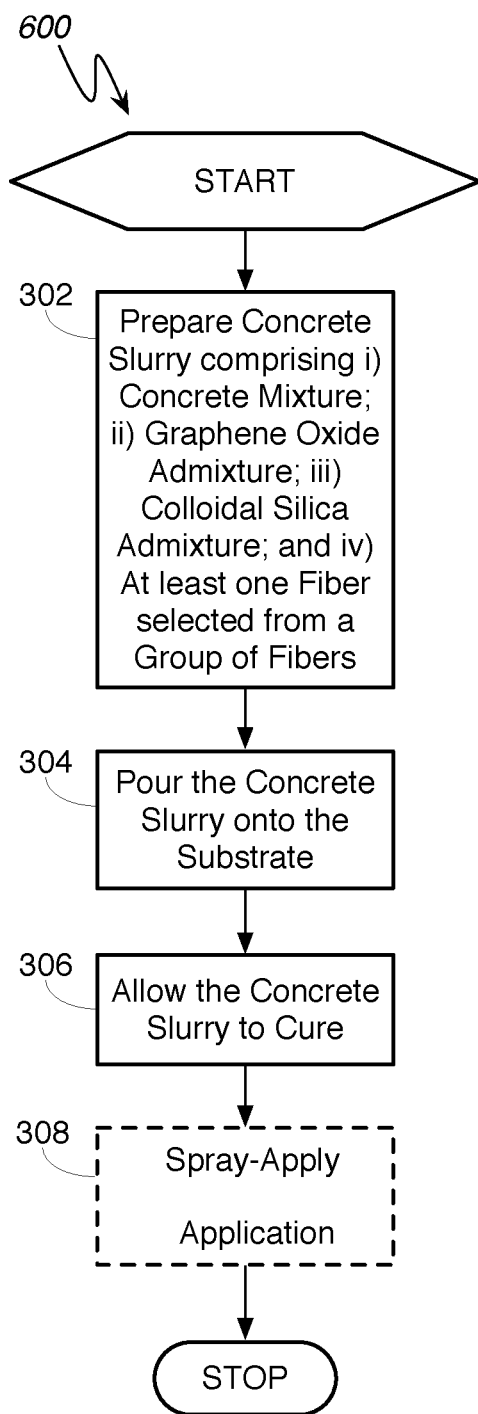 600
START
302
Prepare Concrete
Slurry comprising i)
Concrete Mixture;
ii) Graphene Oxide
Admixture; iii)
Colloidal Silica
Admixture; and iv)
At least one Fiber
selected from a
Group of Fibers
304
Pour the Concrete
Slurry onto the
Substrate
306
Allow the Concrete
Slurry to Cure
308
Spray-Apply
Application
STOP